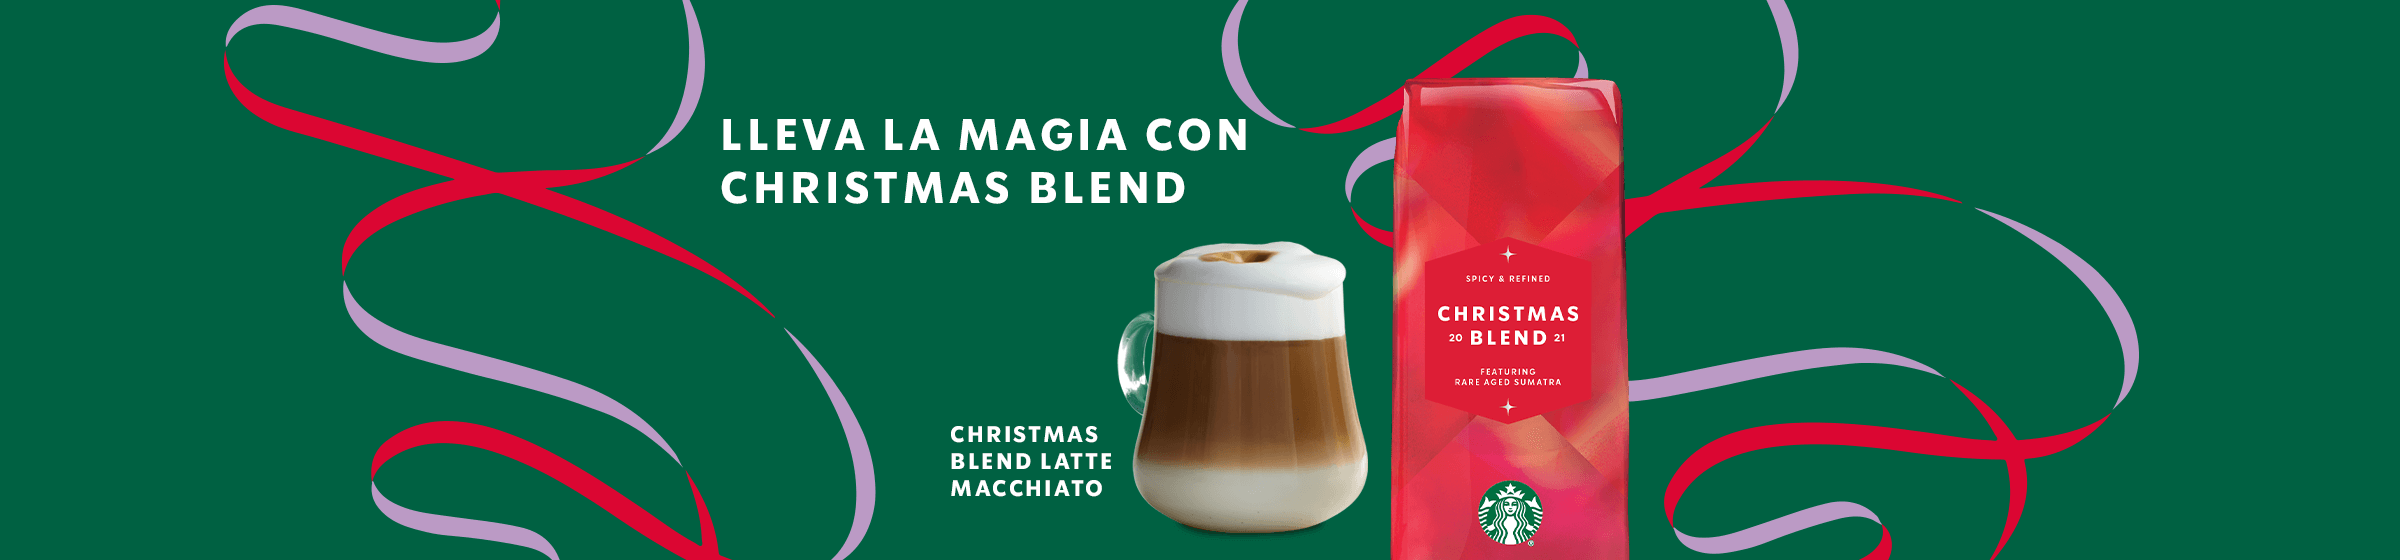 LLEVA LA MAGIA CON
CHRISTMAS BLEND
CHRISTMAS
BLEND LATTE
MACCHIATO
SPICY & REFINED
CHRISTMAS
20 BLEND 21
FEATURING
RARE AGED SUMATRA
®